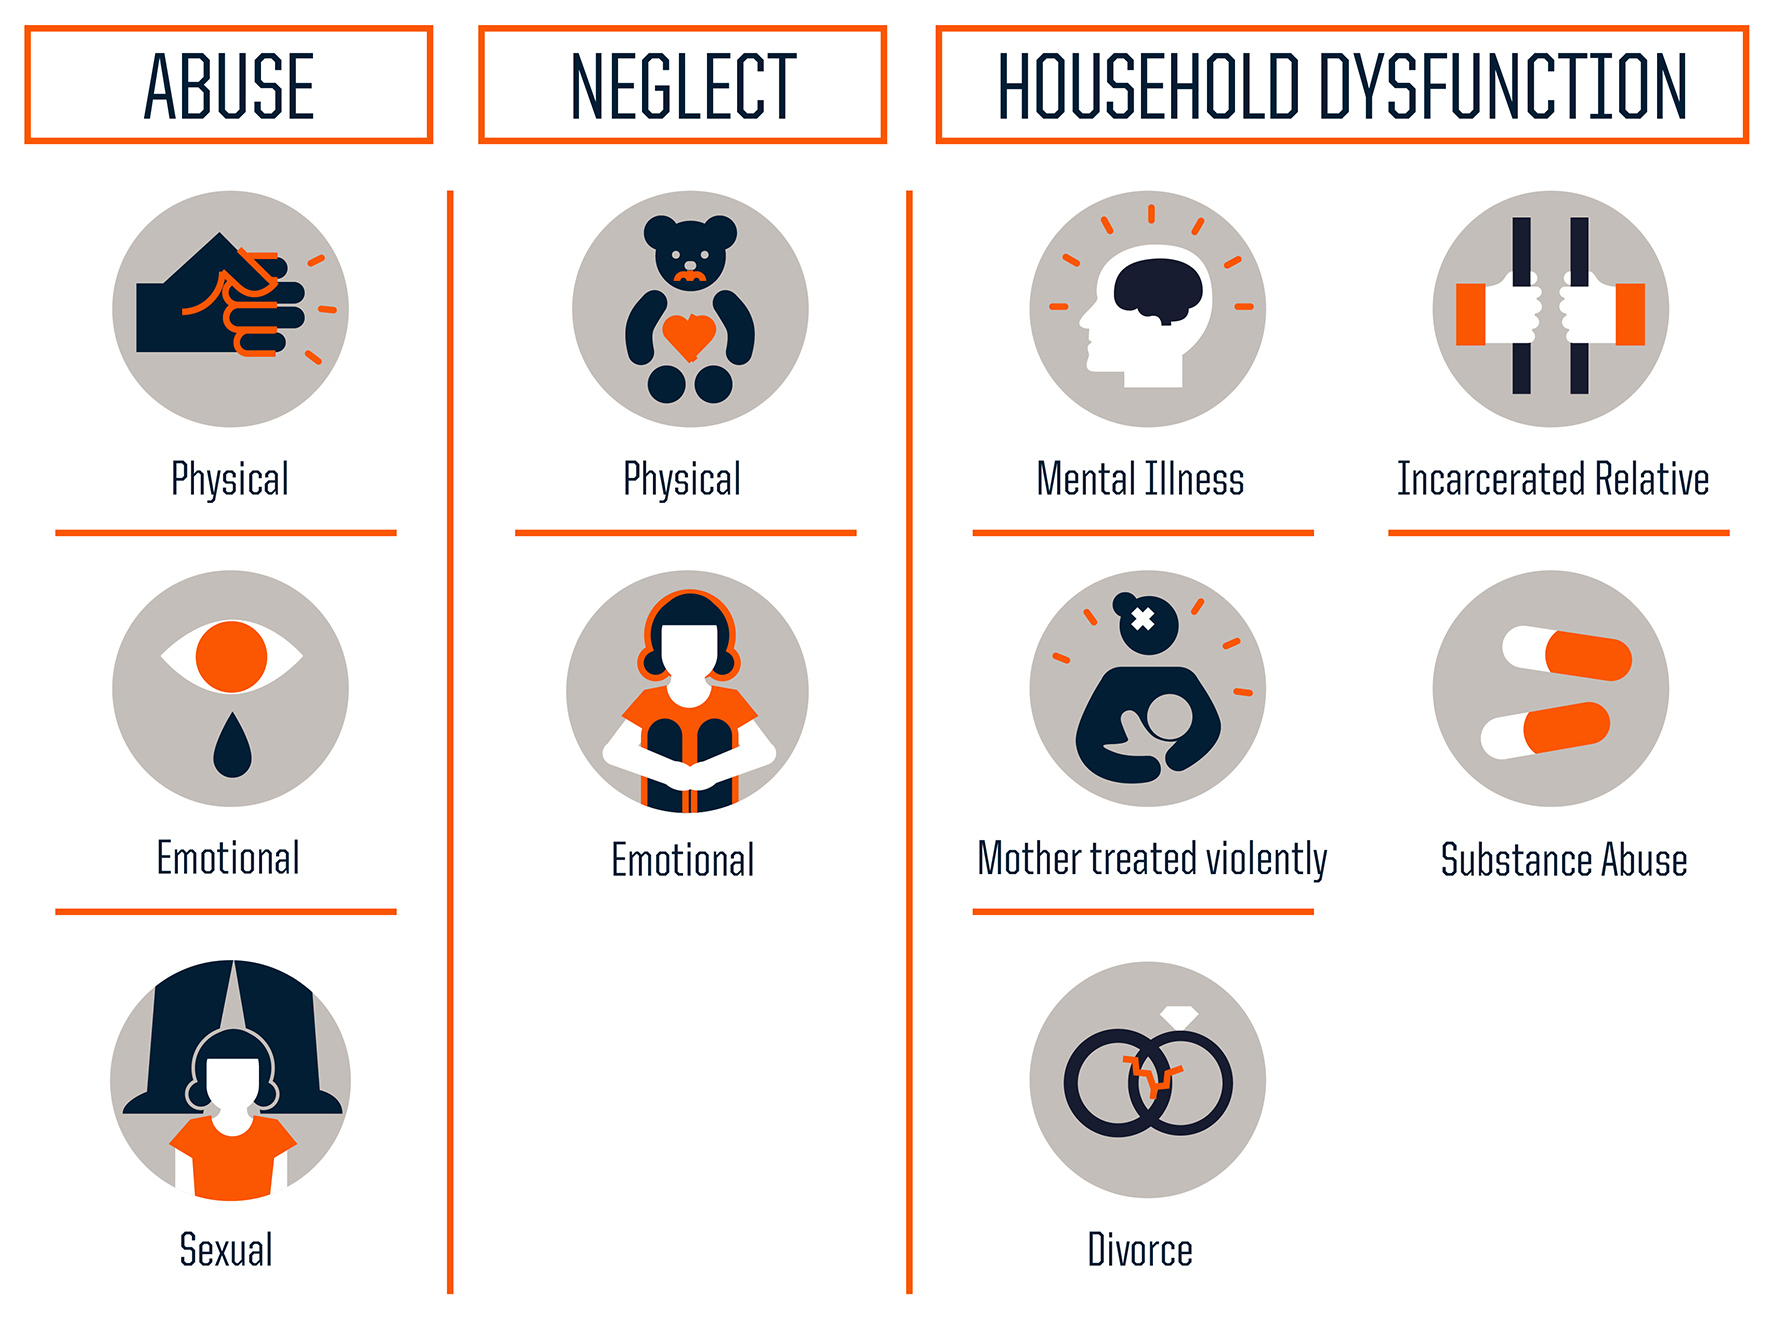 ABUSE
Physical
Emotional
Sexual
NEGLECT
Physical
Emotional
HOUSEHOLD DYSFUNCTION
Mental Illness
Incarcerated Relative
Mother treated violently
Substance Abuse
Divorce